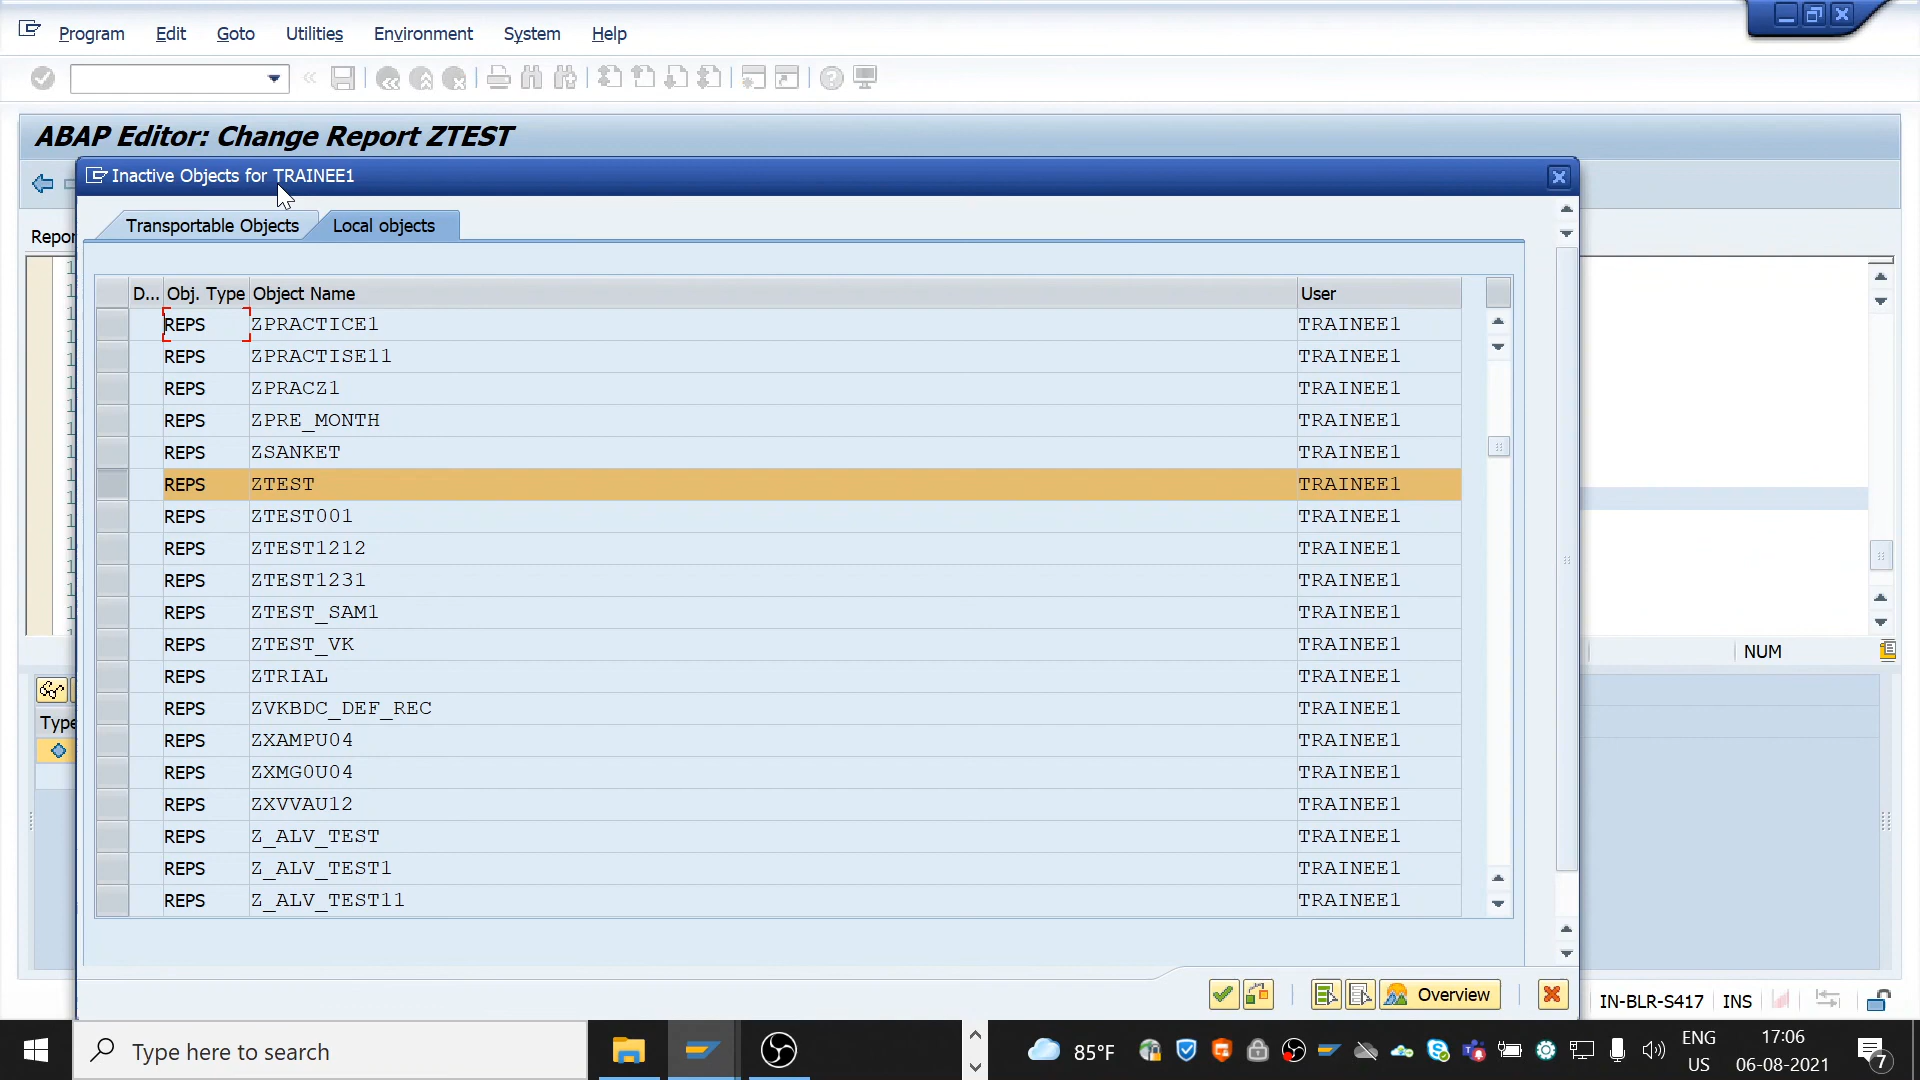 Program Edit Goto Utilities Environment System Help
ABAP Editor: Change Report ZTEST
Inactive Objects for TRAINEE1
Transportable Objects Local objects
Repor
D... Obj. Type Object Name User
REPS ZPRACTICE1 TRAINEE1
REPS ZPRACTISE11 TRAINEE1
REPS ZPRACZ1 TRAINEE1
REPS ZPRE_MONTH TRAINEE1
REPS ZSANKET TRAINEE1
REPS ZTEST TRAINEE1
REPS ZTEST001 TRAINEE1
REPS ZTEST1212 TRAINEE1
REPS ZTEST1231 TRAINEE1
REPS ZTEST_SAM1 TRAINEE1
REPS ZTEST_VK TRAINEE1
NUM
REPS ZTRIAL TRAINEE1
REPS ZVKBDC_DEF_REC TRAINEE1
Type
REPS ZXAMPU04 TRAINEE1
REPS ZXMG0U04 TRAINEE1
REPS ZXVVAU12 TRAINEE1
REPS Z_ALV_TEST TRAINEE1
REPS Z_ALV_TEST1 TRAINEE1
REPS Z_ALV_TEST11 TRAINEE1
Overview
IN-BLR-S417 INS
Type here to search
85°F
ENG
US
17:06
06-08-2021
7